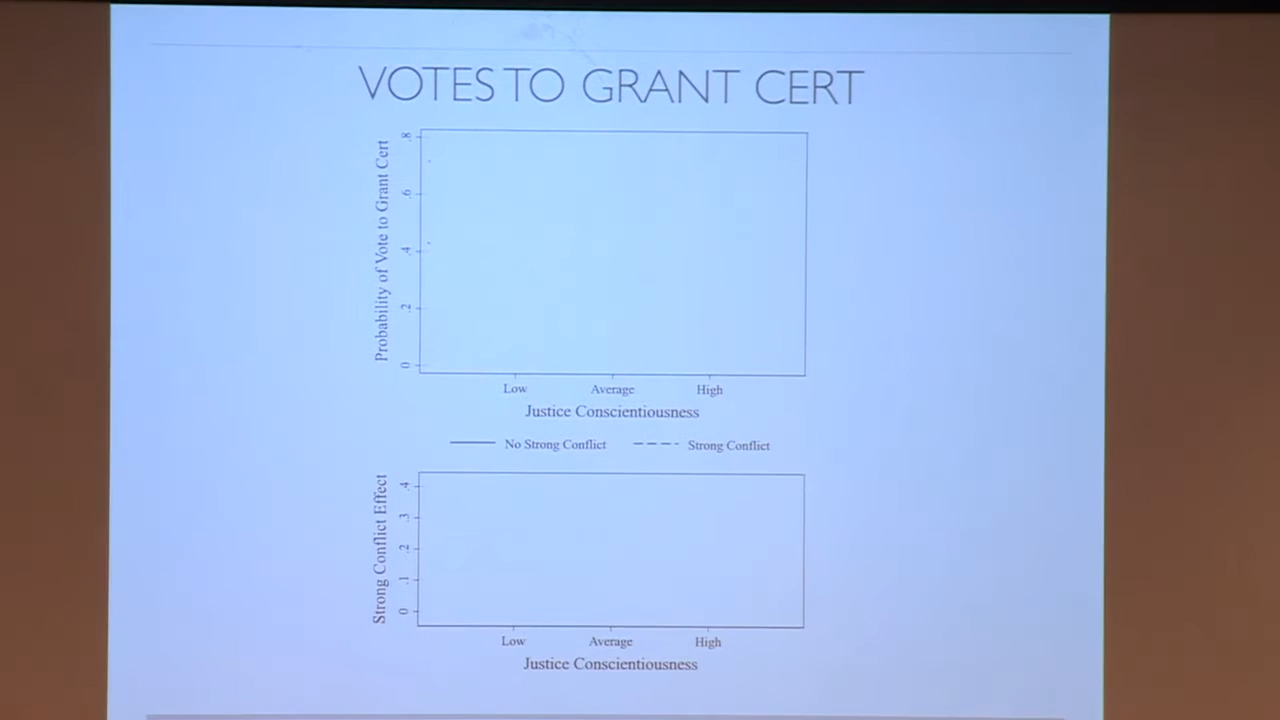 VOTES TO GRANT CERT
Probability of Vote to Grant Cert
.8
.6
.4
.2
0
Low Average High
Justice Conscientiousness
No Strong Conflict Strong Conflict
Strong Conflict Effect
.4
.3
.2
.1
0
Low Average High
Justice Conscientiousness